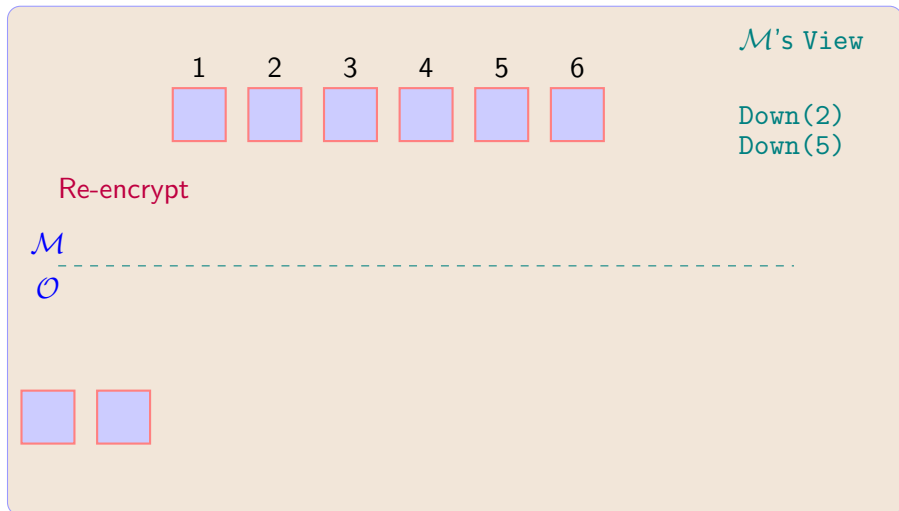 ℳ's View
1 2 3 4 5 6
Down(2)
Down(5)
Re-encrypt
ℳ
𝒪